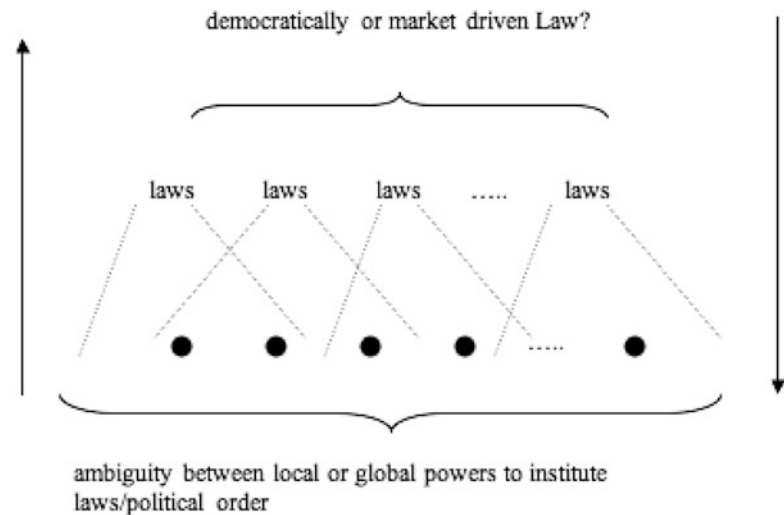 democratically or market driven Law?
laws laws laws ..... laws
.....
ambiguity between local or global powers to institute
laws/political order